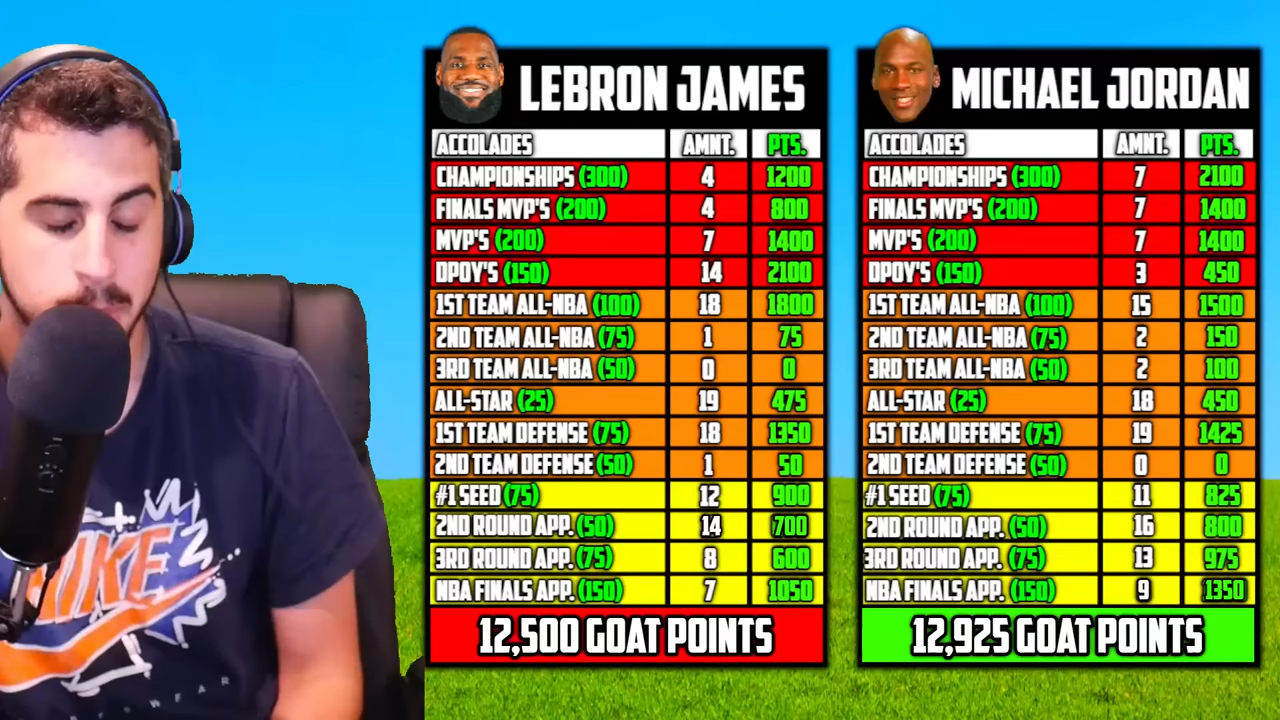 LEBRON JAMES
ACCOLADES AMNT. PTS.
CHAMPIONSHIPS (300) 4 1200
FINALS MVP'S (200) 4 800
MVP'S (200) 7 1400
DPOY'S (150) 14 2100
1ST TEAM ALL-NBA (100) 18 1800
2ND TEAM ALL-NBA (75) 1 75
3RD TEAM ALL-NBA (50) 0 0
ALL-STAR (25) 19 475
1ST TEAM DEFENSE (75) 18 1350
2ND TEAM DEFENSE (50) 1 50
#1 SEED (75) 12 900
2ND ROUND APP. (50) 14 700
3RD ROUND APP. (75) 8 600
NBA FINALS APP. (150) 7 1050
12,500 GOAT POINTS
MICHAEL JORDAN
ACCOLADES AMNT. PTS.
CHAMPIONSHIPS (300) 7 2100
FINALS MVP'S (200) 7 1400
MVP'S (200) 7 1400
DPOY'S (150) 3 450
1ST TEAM ALL-NBA (100) 15 1500
2ND TEAM ALL-NBA (75) 2 150
3RD TEAM ALL-NBA (50) 2 100
ALL-STAR (25) 18 450
1ST TEAM DEFENSE (75) 19 1425
2ND TEAM DEFENSE (50) 0 0
#1 SEED (75) 11 825
2ND ROUND APP. (50) 16 800
3RD ROUND APP. (75) 13 975
NBA FINALS APP. (150) 9 1350
12,925 GOAT POINTS
NIKE